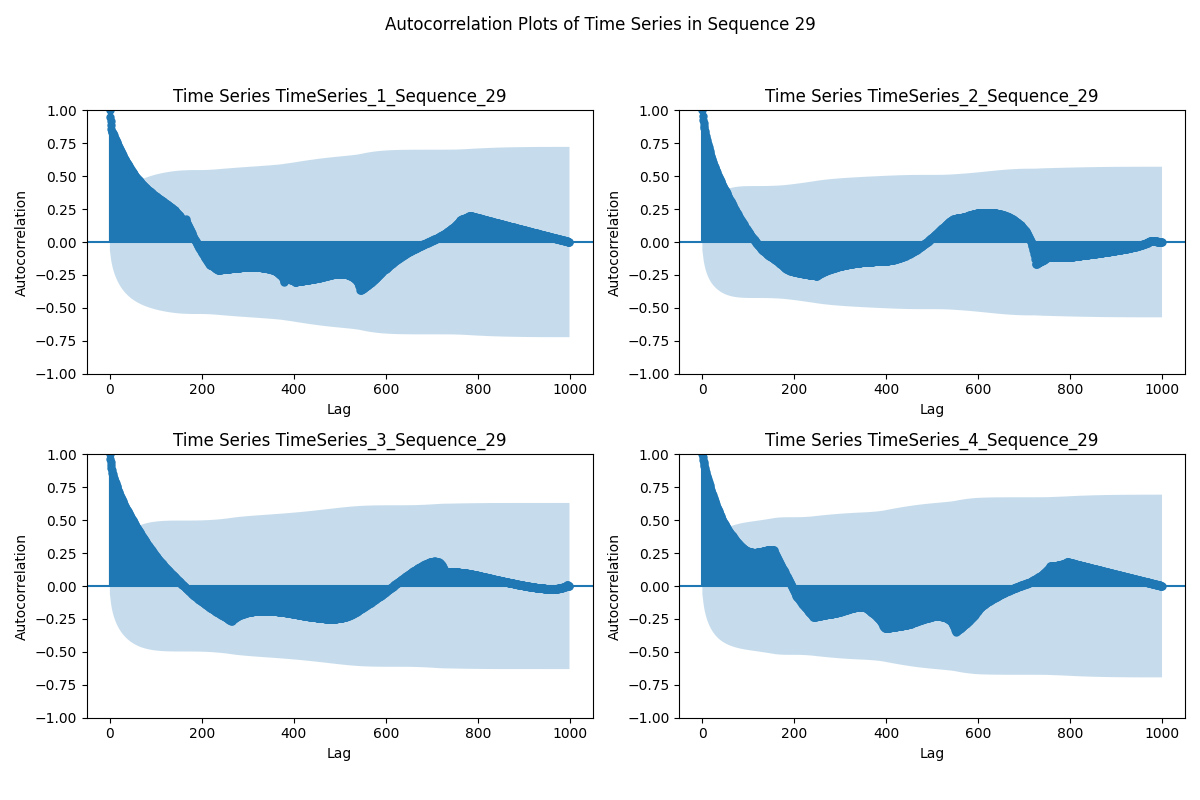 Autocorrelation Plots of Time Series in Sequence 29
Time Series TimeSeries_1_Sequence_29
1.00
0.75
0.50
0.25
0.00
−0.25
−0.50
−0.75
−1.00
Autocorrelation
0 200 400 600 800 1000
Lag
Time Series TimeSeries_2_Sequence_29
1.00
0.75
0.50
0.25
0.00
−0.25
−0.50
−0.75
−1.00
Autocorrelation
0 200 400 600 800 1000
Lag
Time Series TimeSeries_3_Sequence_29
1.00
0.75
0.50
0.25
0.00
−0.25
−0.50
−0.75
−1.00
Autocorrelation
0 200 400 600 800 1000
Lag
Time Series TimeSeries_4_Sequence_29
1.00
0.75
0.50
0.25
0.00
−0.25
−0.50
−0.75
−1.00
Autocorrelation
0 200 400 600 800 1000
Lag